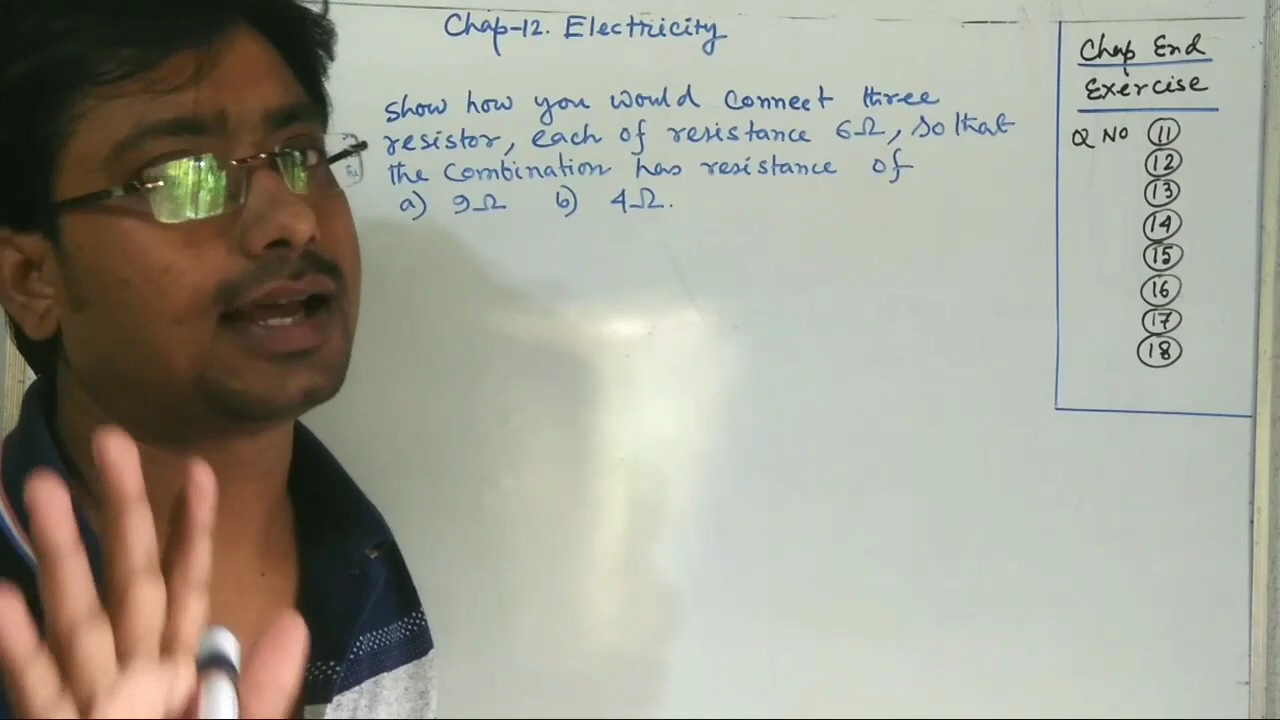 Chap-12. Electricity
show how you would connect three
resistor, each of resistance 6Ω, so that
the combination has resistance of
a) 9Ω b) 4Ω.
Chap End
Exercise
Q No 11
12
13
14
15
16
17
18